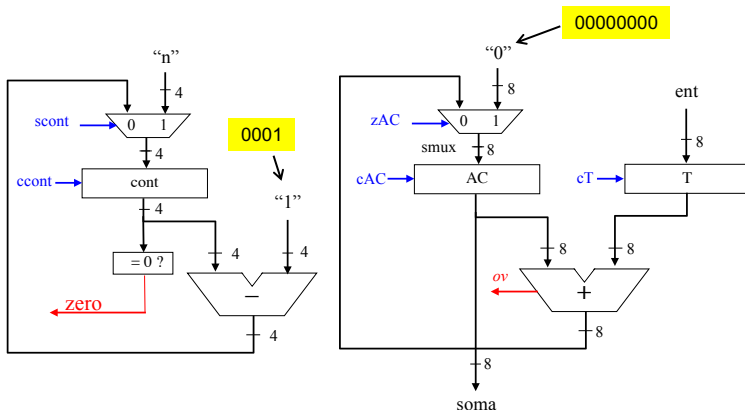 00000000
“n”
4
scont
0 1
4
ccont
cont
4
0001
“1”
= 0 ?
4
4
zero
−
4
“0”
8
zAC
0 1
smux
8
cAC
AC
ent
8
cT
T
8
8
ov
+
8
8
soma